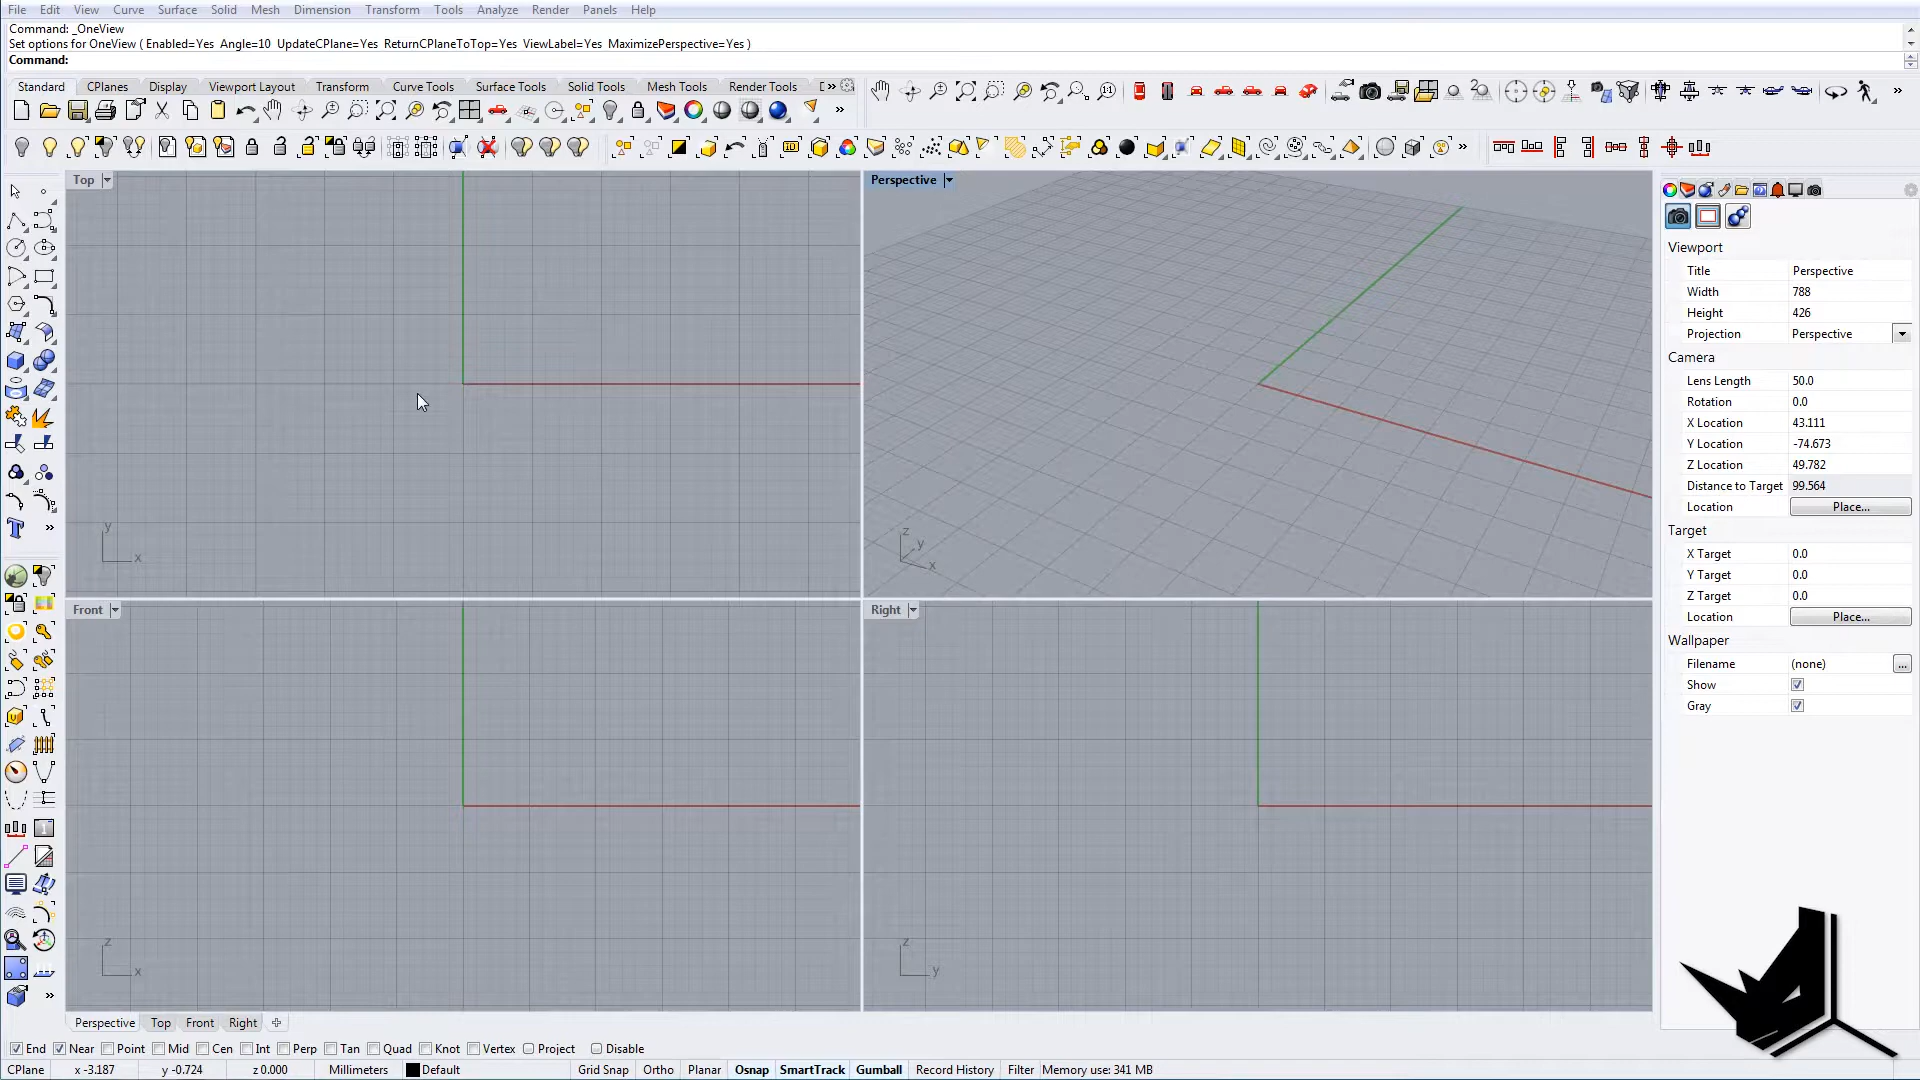 File Edit View Curve Surface Solid Mesh Dimension Transform Tools Analyze Render Panels Help
Command: _OneView
Set options for OneView ( Enabled=Yes Angle=10 UpdateCPlane=Yes ReturnCPlaneToTop=Yes ViewLabel=Yes MaximizePerspective=Yes )
Command:
Standard CPlanes Display Viewport Layout Transform Curve Tools Surface Tools Solid Tools Mesh Tools Render Tools
Top
y
x
Perspective
z
y
x
Front
z
x
Right
z
y
Viewport
Title Perspective
Width 788
Height 426
Projection Perspective
Camera
Lens Length 50.0
Rotation 0.0
X Location 43.111
Y Location -74.673
Z Location 49.782
Distance to Target 99.564
Location Place...
Target
X Target 0.0
Y Target 0.0
Z Target 0.0
Location Place...
Wallpaper
Filename (none) ...
Show
Gray
Perspective Top Front Right
End Near Point Mid Cen Int Perp Tan Quad Knot Vertex Project Disable
CPlane x -3.187 y -0.724 z 0.000 Millimeters Default Grid Snap Ortho Planar Osnap SmartTrack Gumball Record History Filter Memory use: 341 MB